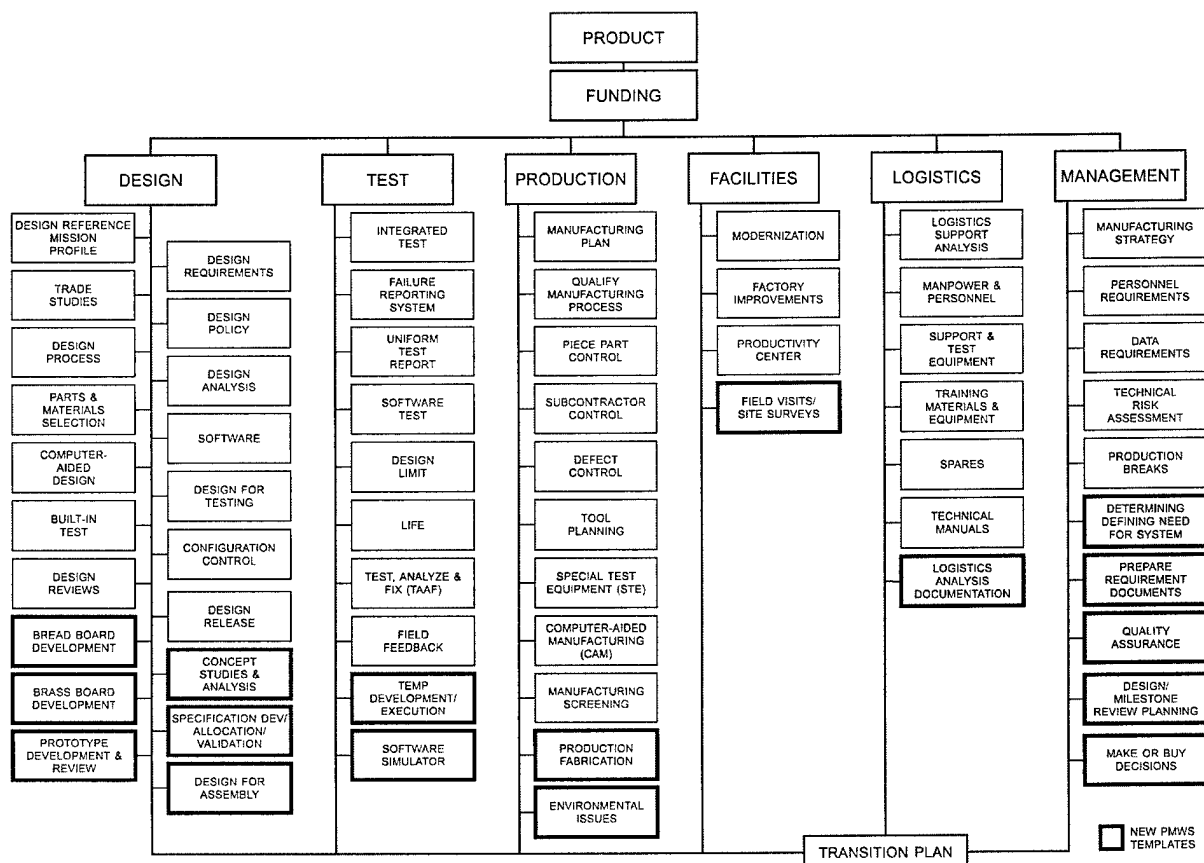 PRODUCT
FUNDING
DESIGN
TEST
PRODUCTION
FACILITIES
LOGISTICS
MANAGEMENT
DESIGN REFERENCE
MISSION
PROFILE
TRADE
STUDIES
DESIGN
PROCESS
PARTS &
MATERIALS
SELECTION
COMPUTER-
AIDED
DESIGN
BUILT-IN
TEST
DESIGN
REVIEWS
BREAD BOARD
DEVELOPMENT
BRASS BOARD
DEVELOPMENT
PROTOTYPE
DEVELOPMENT &
REVIEW
DESIGN
REQUIREMENTS
DESIGN
POLICY
DESIGN
ANALYSIS
SOFTWARE
DESIGN FOR
TESTING
CONFIGURATION
CONTROL
DESIGN
RELEASE
CONCEPT
STUDIES &
ANALYSIS
SPECIFICATION DEV/
ALLOCATION/
VALIDATION
DESIGN FOR
ASSEMBLY
INTEGRATED
TEST
FAILURE
REPORTING
SYSTEM
UNIFORM
TEST
REPORT
SOFTWARE
TEST
DESIGN
LIMIT
LIFE
TEST, ANALYZE &
FIX (TAAF)
FIELD
FEEDBACK
TEMP
DEVELOPMENT/
EXECUTION
SOFTWARE
SIMULATOR
MANUFACTURING
PLAN
QUALIFY
MANUFACTURING
PROCESS
PIECE PART
CONTROL
SUBCONTRACTOR
CONTROL
DEFECT
CONTROL
TOOL
PLANNING
SPECIAL TEST
EQUIPMENT (STE)
COMPUTER-AIDED
MANUFACTURING
(CAM)
MANUFACTURING
SCREENING
PRODUCTION
FABRICATION
ENVIRONMENTAL
ISSUES
MODERNIZATION
FACTORY
IMPROVEMENTS
PRODUCTIVITY
CENTER
FIELD VISITS/
SITE SURVEYS
LOGISTICS
SUPPORT
ANALYSIS
MANPOWER &
PERSONNEL
SUPPORT &
TEST
EQUIPMENT
TRAINING
MATERIALS &
EQUIPMENT
SPARES
TECHNICAL
MANUALS
LOGISTICS
ANALYSIS
DOCUMENTATION
MANUFACTURING
STRATEGY
PERSONNEL
REQUIREMENTS
DATA
REQUIREMENTS
TECHNICAL
RISK
ASSESSMENT
PRODUCTION
BREAKS
DETERMINING
DEFINING NEED
FOR SYSTEM
PREPARE
REQUIREMENT
DOCUMENTS
QUALITY
ASSURANCE
DESIGN/
MILESTONE
REVIEW PLANNING
MAKE OR BUY
DECISIONS
TRANSITION PLAN
NEW PMWS
TEMPLATES